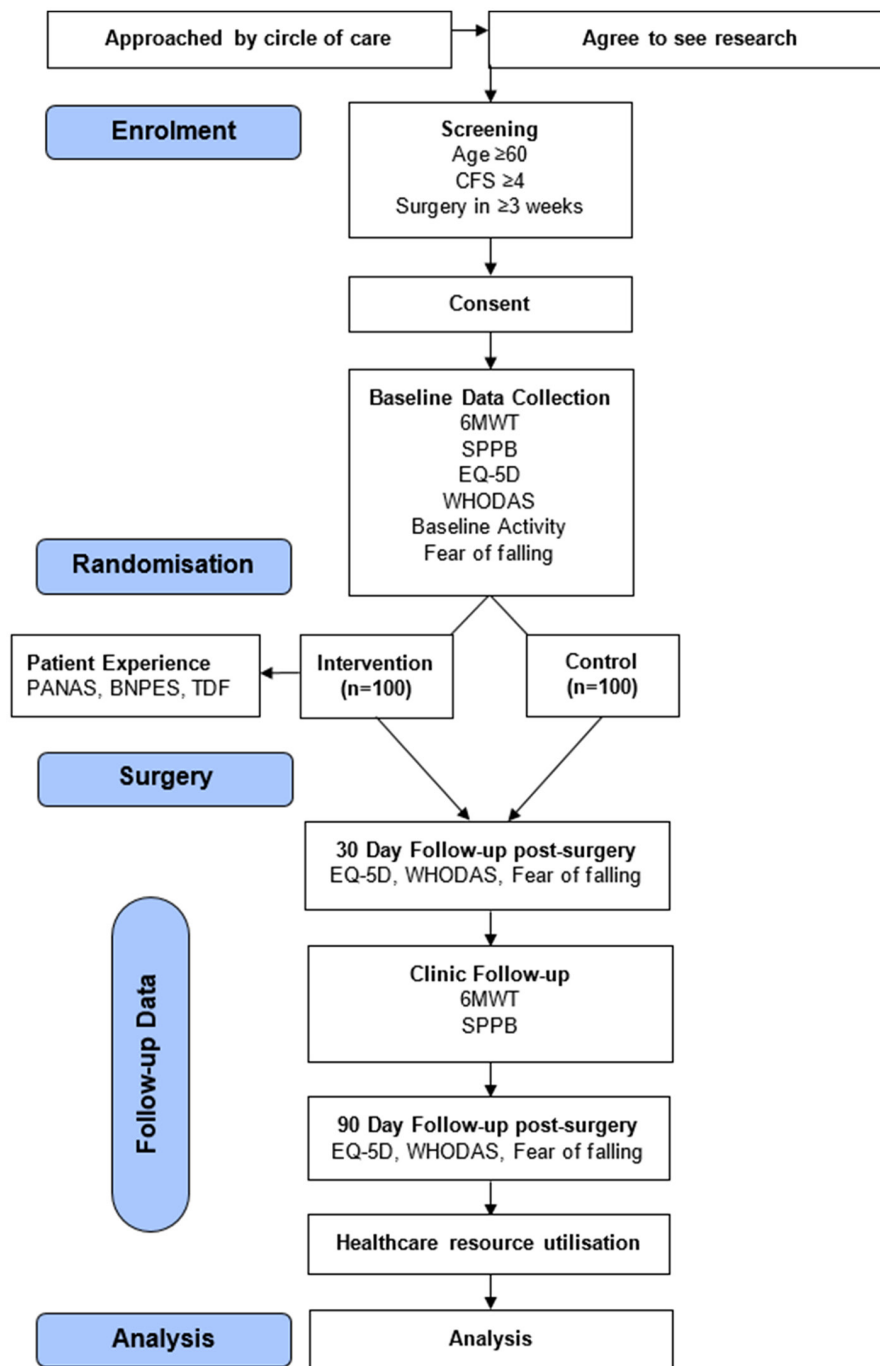 Approached by circle of care
Agree to see research
Enrolment
Screening
Age ≥60
CFS ≥4
Surgery in ≥3 weeks
Consent
Baseline Data Collection
6MWT
SPPB
EQ-5D
WHODAS
Baseline Activity
Fear of falling
Randomisation
Patient Experience
PANAS, BNPES, TDF
Intervention
(n=100)
Control
(n=100)
Surgery
30 Day Follow-up post-surgery
EQ-5D, WHODAS, Fear of falling
Follow-up Data
Clinic Follow-up
6MWT
SPPB
90 Day Follow-up post-surgery
EQ-5D, WHODAS, Fear of falling
Healthcare resource utilisation
Analysis
Analysis